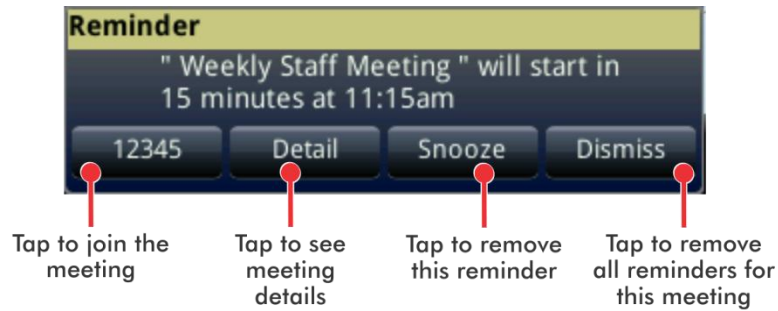 Reminder
" Weekly Staff Meeting " will start in
15 minutes at 11:15am
12345 Detail Snooze Dismiss
Tap to join the
meeting
Tap to see
meeting
details
Tap to remove
this reminder
Tap to remove
all reminders for
this meeting